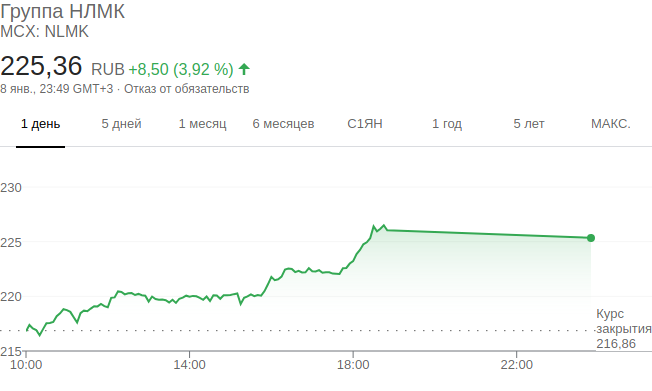 Группа НЛМК
MCX: NLMK
225,36 RUB +8,50 (3,92 %)
8 янв., 23:49 GMT+3 · Отказ от обязательств
1 день 5 дней 1 месяц 6 месяцев С1ЯН 1 год 5 лет МАКС.
230
225
220
Курс
закрытия
216,86
215
10:00 14:00 18:00 22:00